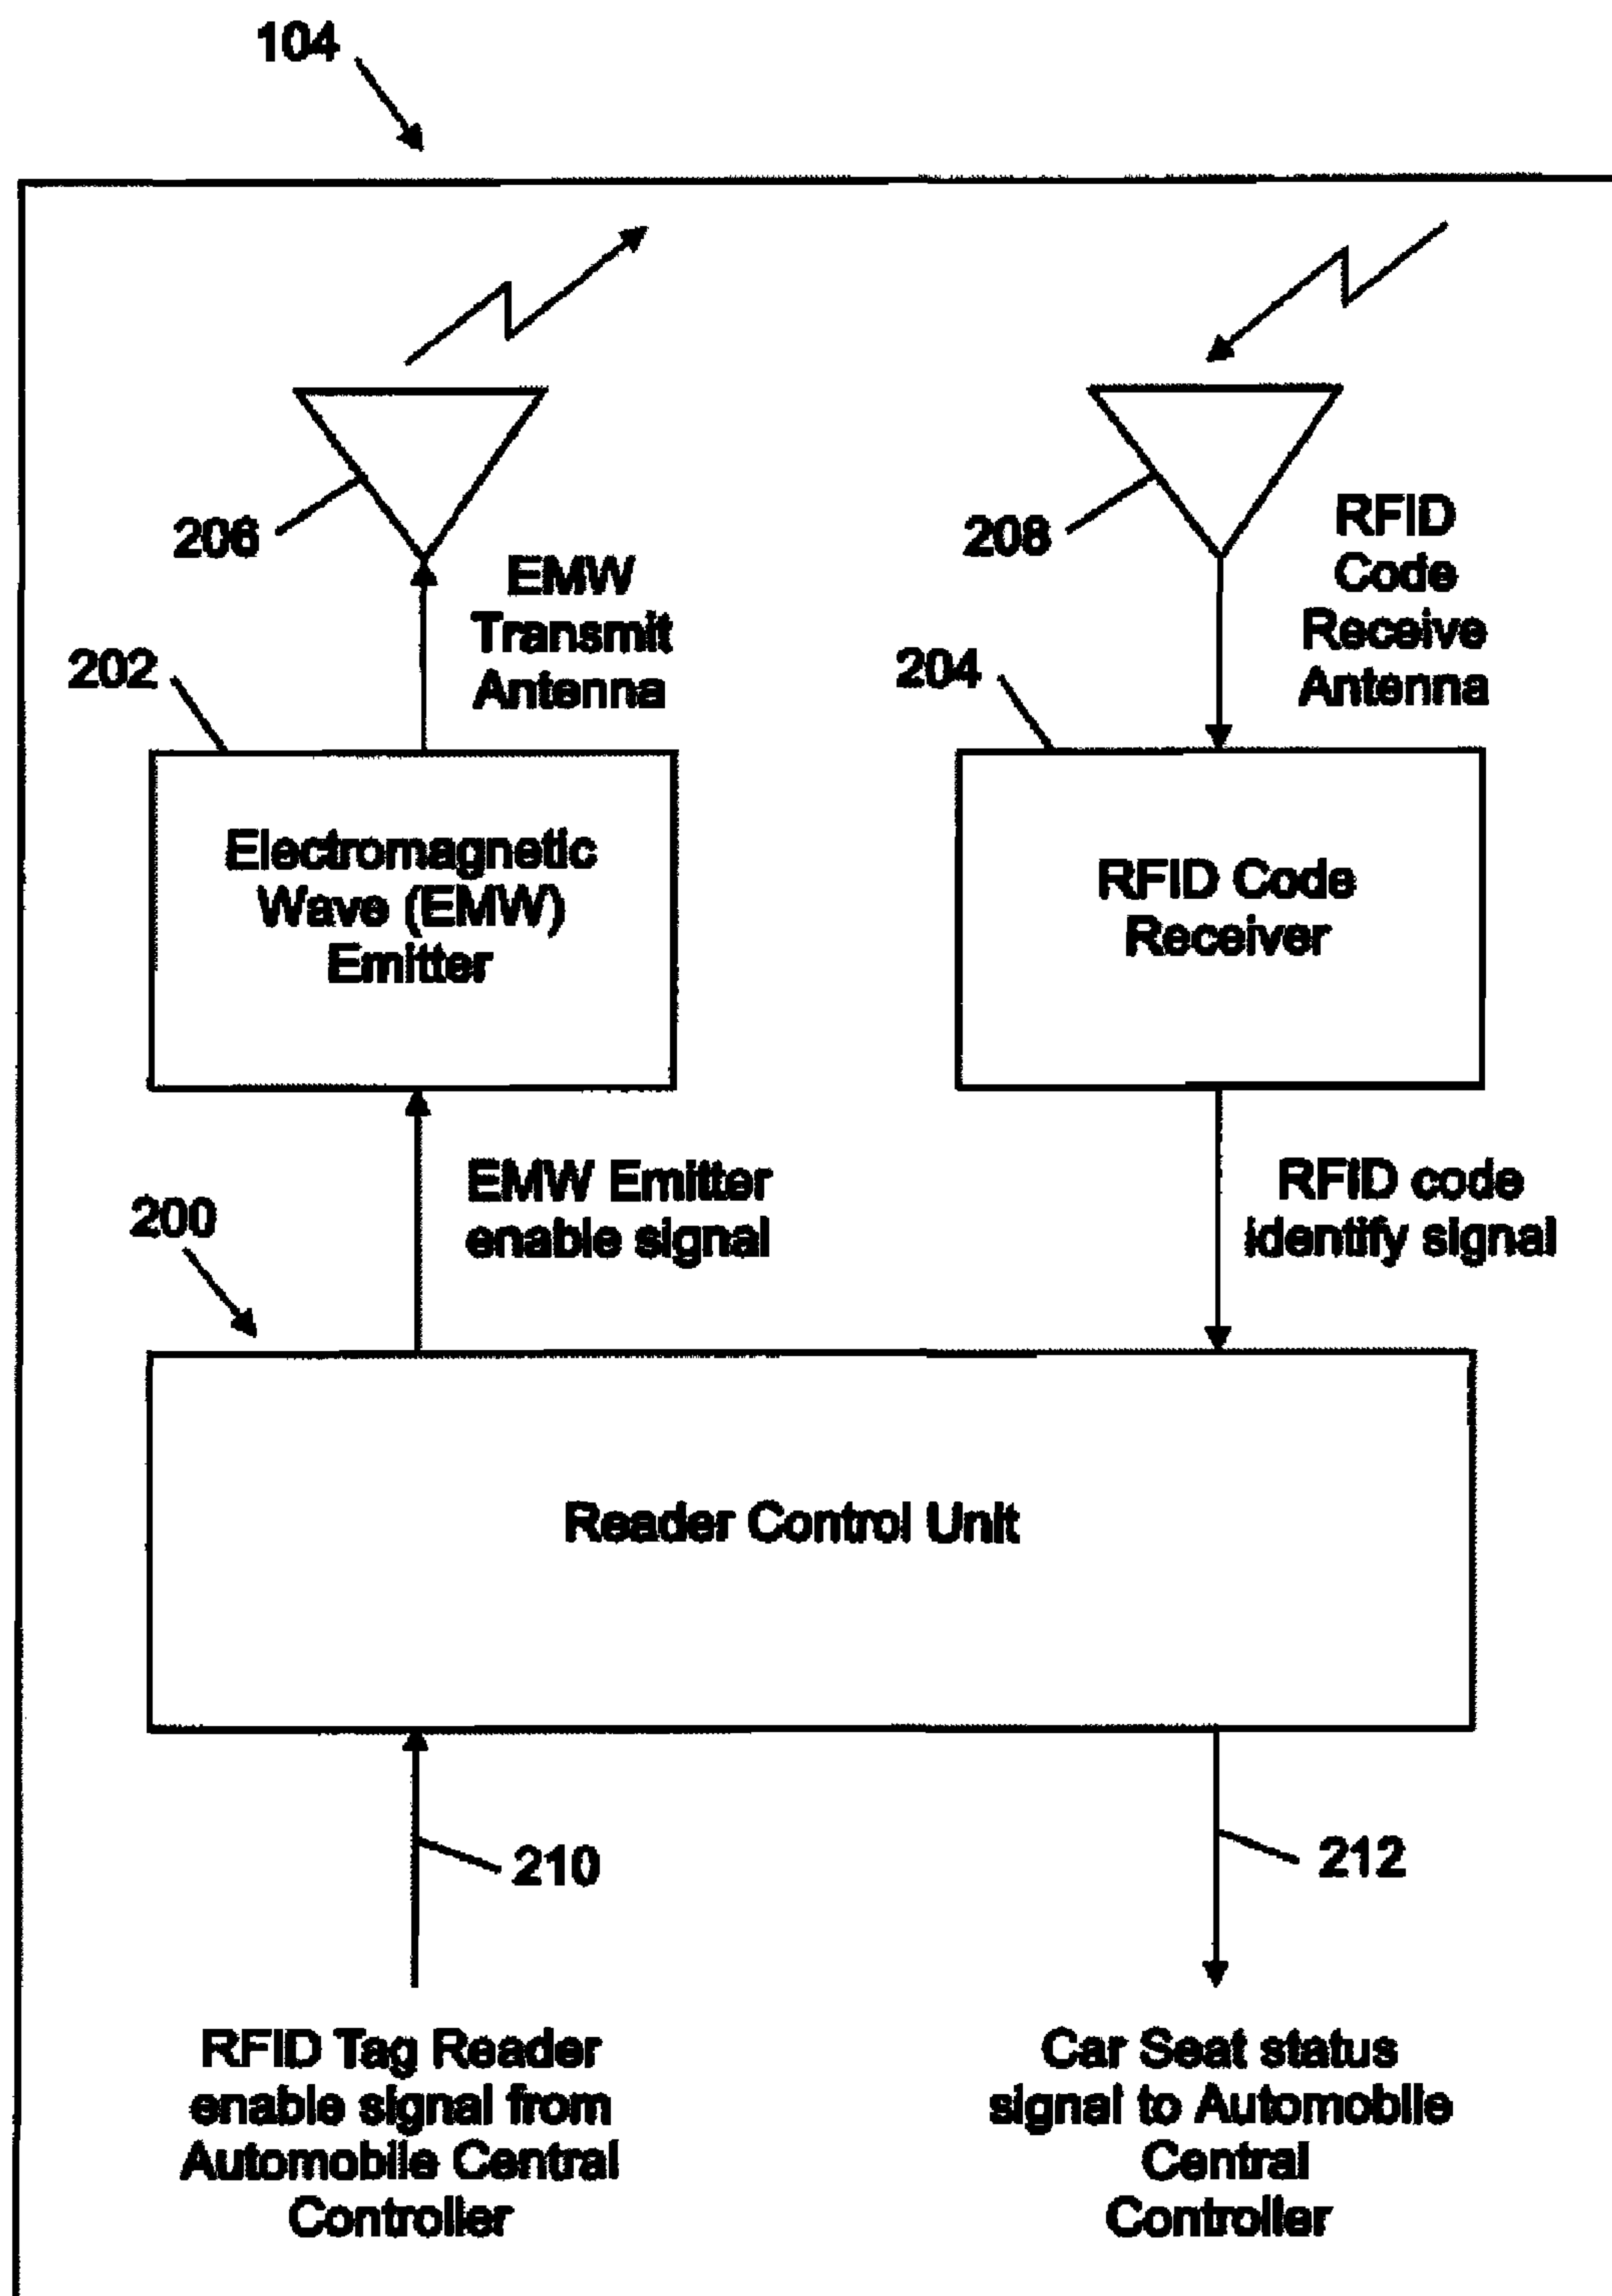 104
206
EMW
Transmit
Antenna
208
RFID
Code
Receive
Antenna
202
204
Electromagnetic
Wave (EMW)
Emitter
RFID Code
Receiver
200
EMW Emitter
enable signal
RFID code
identify signal
Reader Control Unit
210
212
RFID Tag Reader
enable signal from
Automobile Central
Controller
Car Seat status
signal to Automobile
Central
Controller